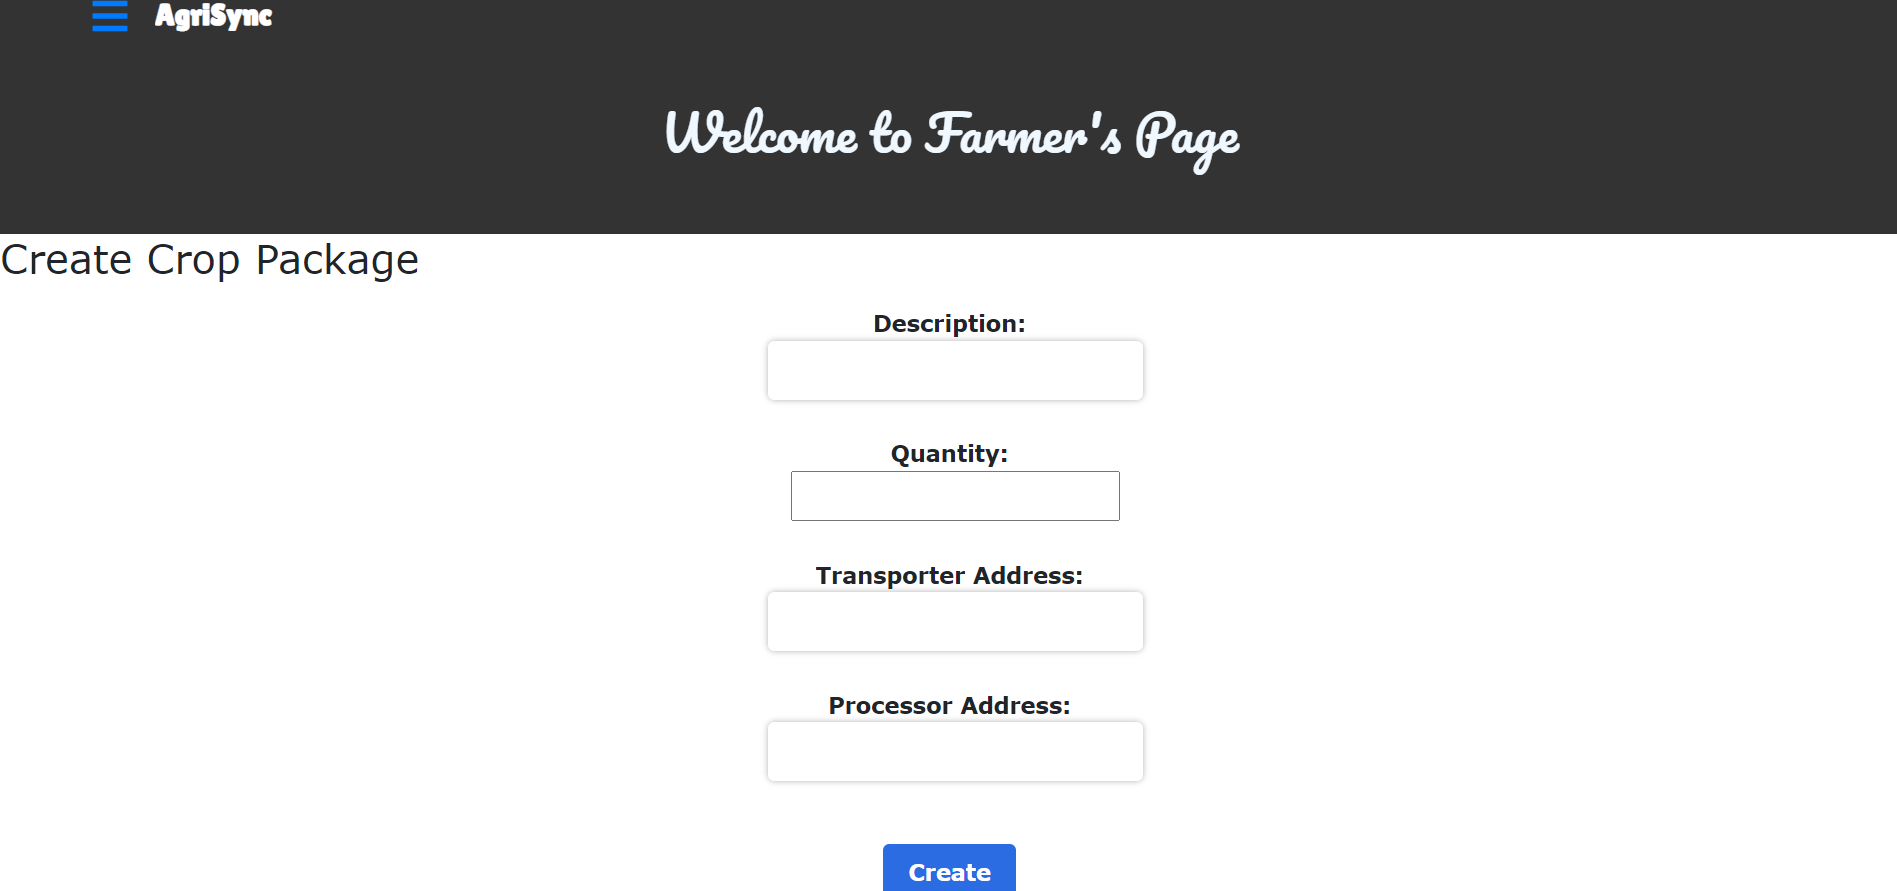 AgriSync
Welcome to Farmer's Page
Create Crop Package
Description:
Quantity:
Transporter Address:
Processor Address:
Create